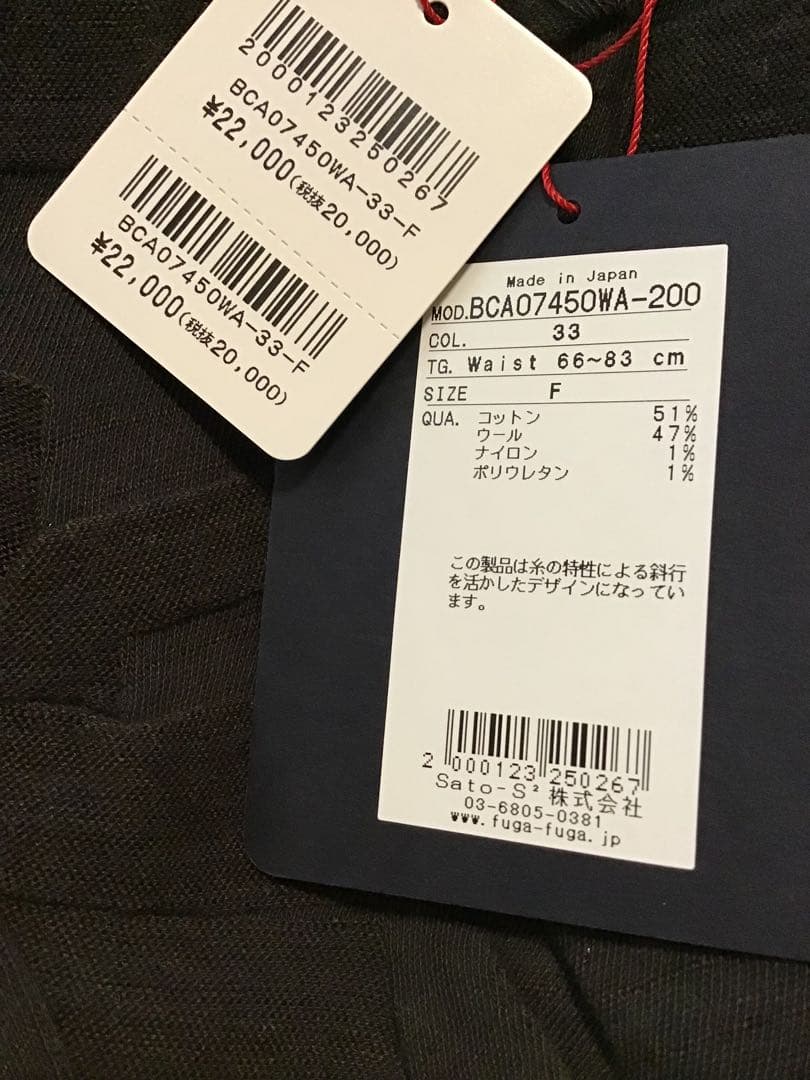 2000123250267
BCA07450WA-33-F
¥22,000(税抜20,000)
BCA07450WA-33-F
¥22,000(税抜20,000)
Made in Japan
MOD.BCA07450WA-200
COL. 33
TG. Waist 66~83 cm
SIZE F
QUA. コットン 51%
ウール 47%
ナイロン 1%
ポリウレタン 1%
この製品は糸の特性による斜行
を活かしたデザインになってい
ます。
2 000123 250267
Sato-S² 株式会社
03-6805-0381
www.fuga-fuga.jp